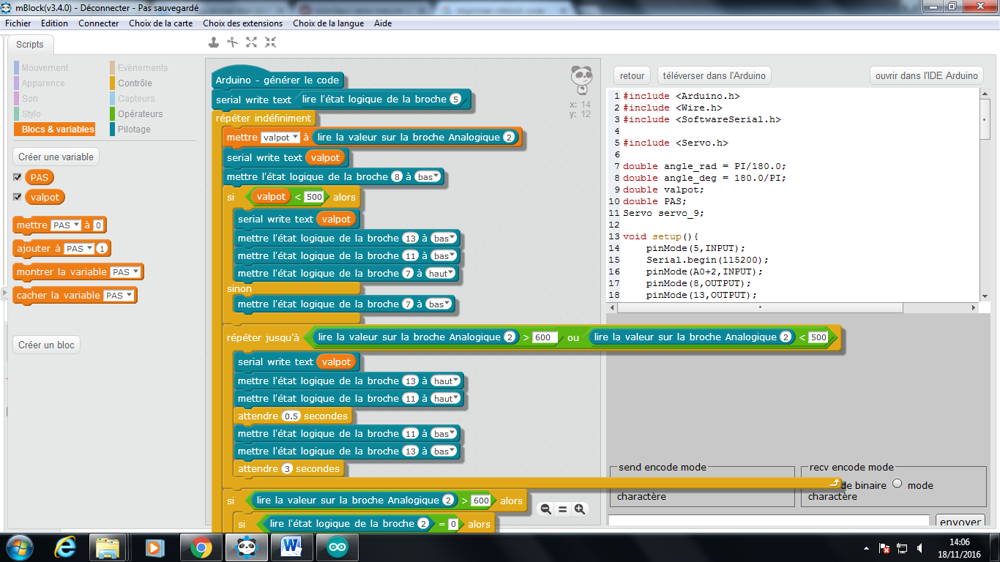 mBlock(v3.4.0) - Déconnecter - Pas sauvegardé
Fichier Edition Connecter Choix de la carte Choix des extensions Choix de la langue Aide
Scripts
Mouvement
Apparence
Son
Stylo
Blocs & variables
Evènements
Contrôle
Capteurs
Opérateurs
Pilotage
Créer une variable
PAS
valpot
mettre PAS à 0
ajouter à PAS 1
montrer la variable PAS
cacher la variable PAS
Créer un bloc
Arduino - générer le code
serial write text lire l'état logique de la broche 5
répéter indéfiniment
mettre valpot à lire la valeur sur la broche Analogique 2
serial write text valpot
mettre l'état logique de la broche 8 à bas
si valpot < 500 alors
serial write text valpot
mettre l'état logique de la broche 13 à bas
mettre l'état logique de la broche 11 à bas
mettre l'état logique de la broche 7 à haut
sinon
mettre l'état logique de la broche 7 à bas
répéter jusqu'à lire la valeur sur la broche Analogique 2 > 600 ou lire la valeur sur la broche Analogique 2 < 500
serial write text valpot
mettre l'état logique de la broche 13 à haut
mettre l'état logique de la broche 11 à haut
attendre 0.5 secondes
mettre l'état logique de la broche 11 à bas
mettre l'état logique de la broche 13 à bas
attendre 3 secondes
si lire la valeur sur la broche Analogique 2 > 600 alors
si lire l'état logique de la broche 2 = 0 alors
x: 14
y: 12
retour téléverser dans l'Arduino ouvrir dans l'IDE Arduino
1 #include <Arduino.h>
2 #include <Wire.h>
3 #include <SoftwareSerial.h>
4
5 #include <Servo.h>
6
7 double angle_rad = PI/180.0;
8 double angle_deg = 180.0/PI;
9 double valpot;
10 double PAS;
11 Servo servo_9;
12
13 void setup(){
14 pinMode(5,INPUT);
15 Serial.begin(115200);
16 pinMode(A0+2,INPUT);
17 pinMode(8,OUTPUT);
18 pinMode(13,OUTPUT);
send encode mode
charactère
recv encode mode
de binaire mode
charactère
envoyer
14:06
18/11/2016